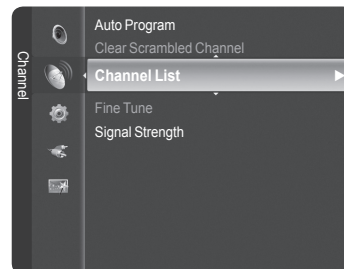 Channel
Auto Program
Clear Scrambled Channel
Channel List
Fine Tune
Signal Strength